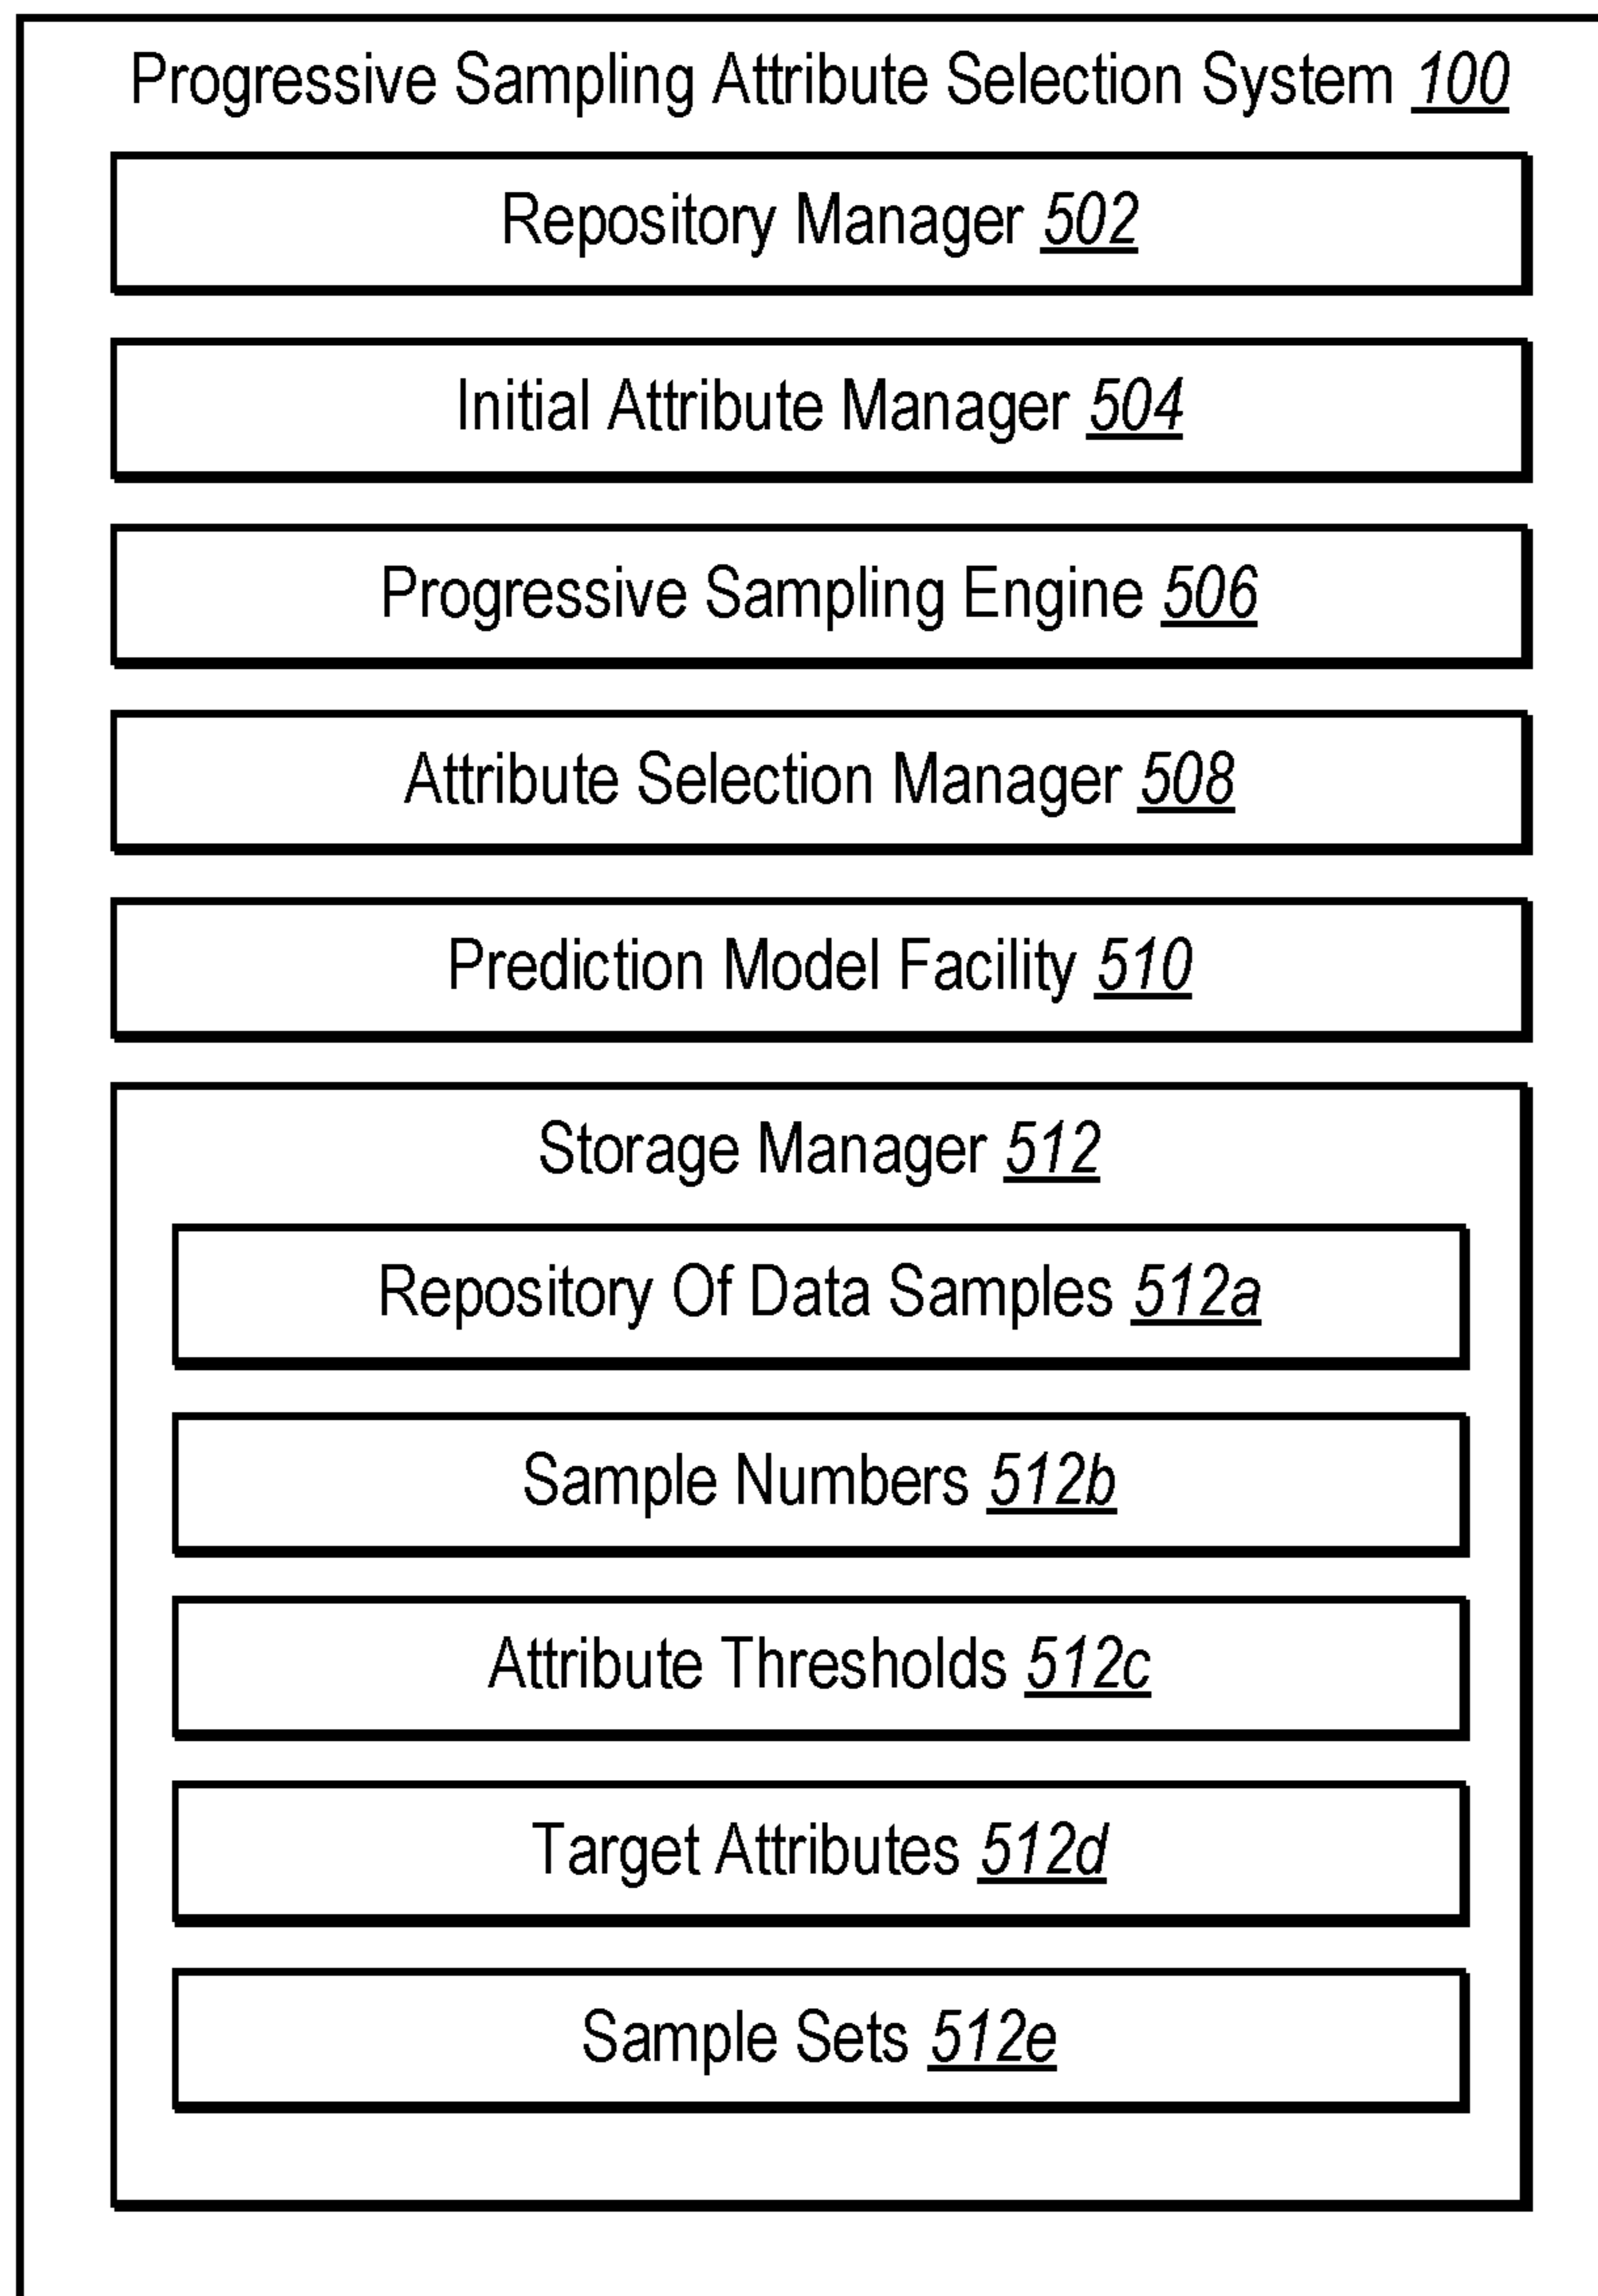 Progressive Sampling Attribute Selection System 100
Repository Manager 502
Initial Attribute Manager 504
Progressive Sampling Engine 506
Attribute Selection Manager 508
Prediction Model Facility 510
Storage Manager 512
Repository Of Data Samples 512a
Sample Numbers 512b
Attribute Thresholds 512c
Target Attributes 512d
Sample Sets 512e